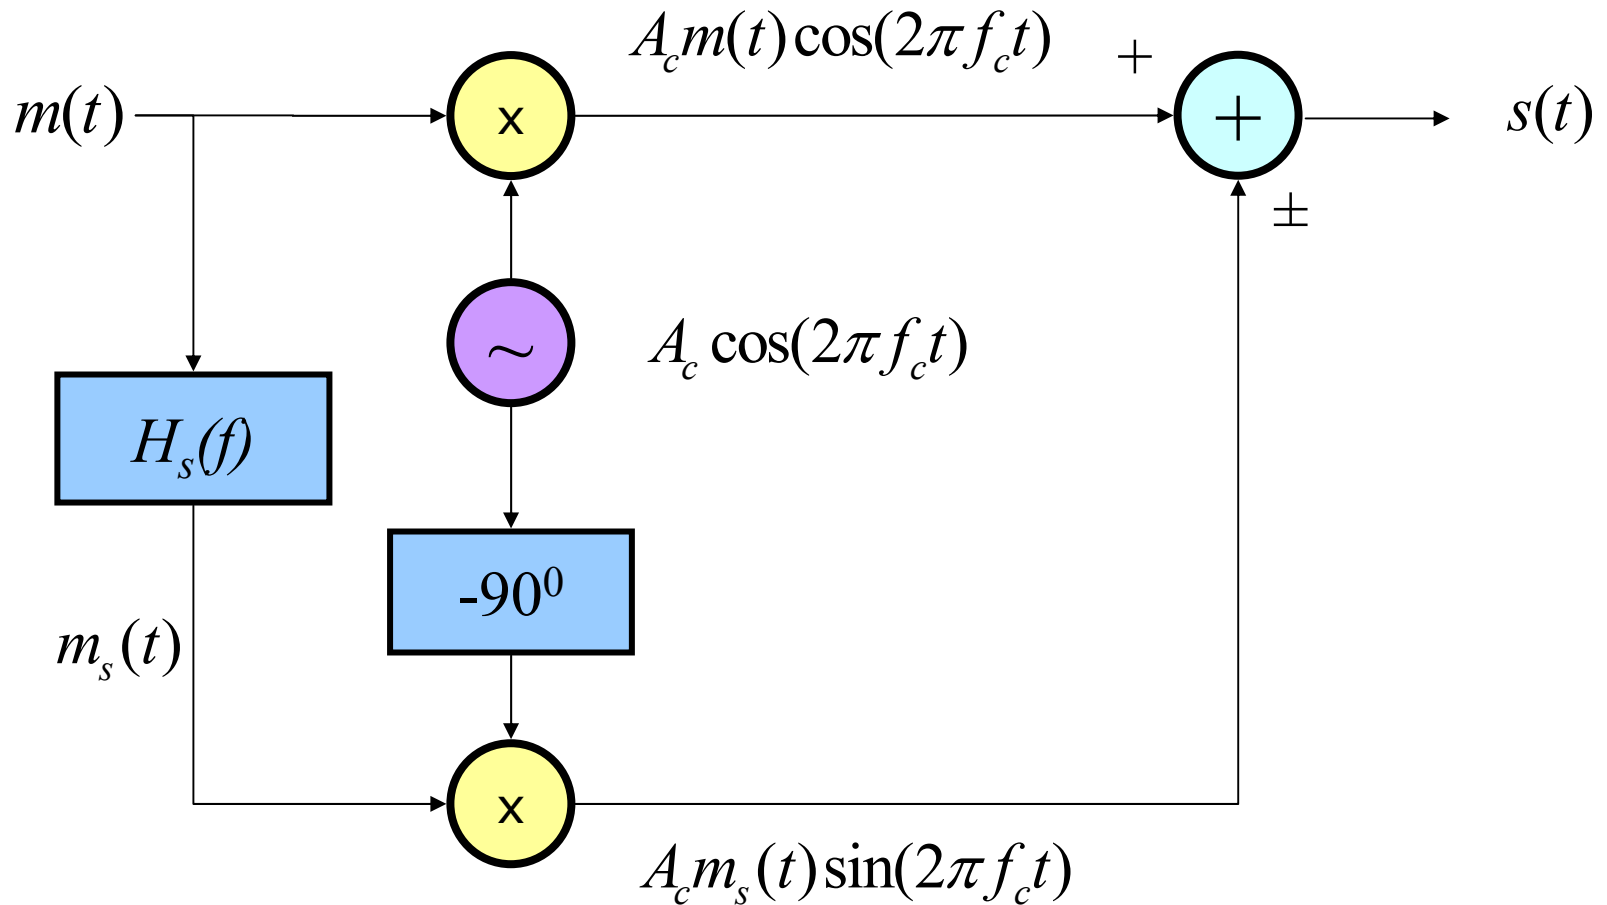 A_c m(t) cos(2π f_c t)
+
m(t)
x
+
s(t)
±
~
A_c cos(2π f_c t)
H_s(f)
-90⁰
m_s(t)
x
A_c m_s(t) sin(2π f_c t)